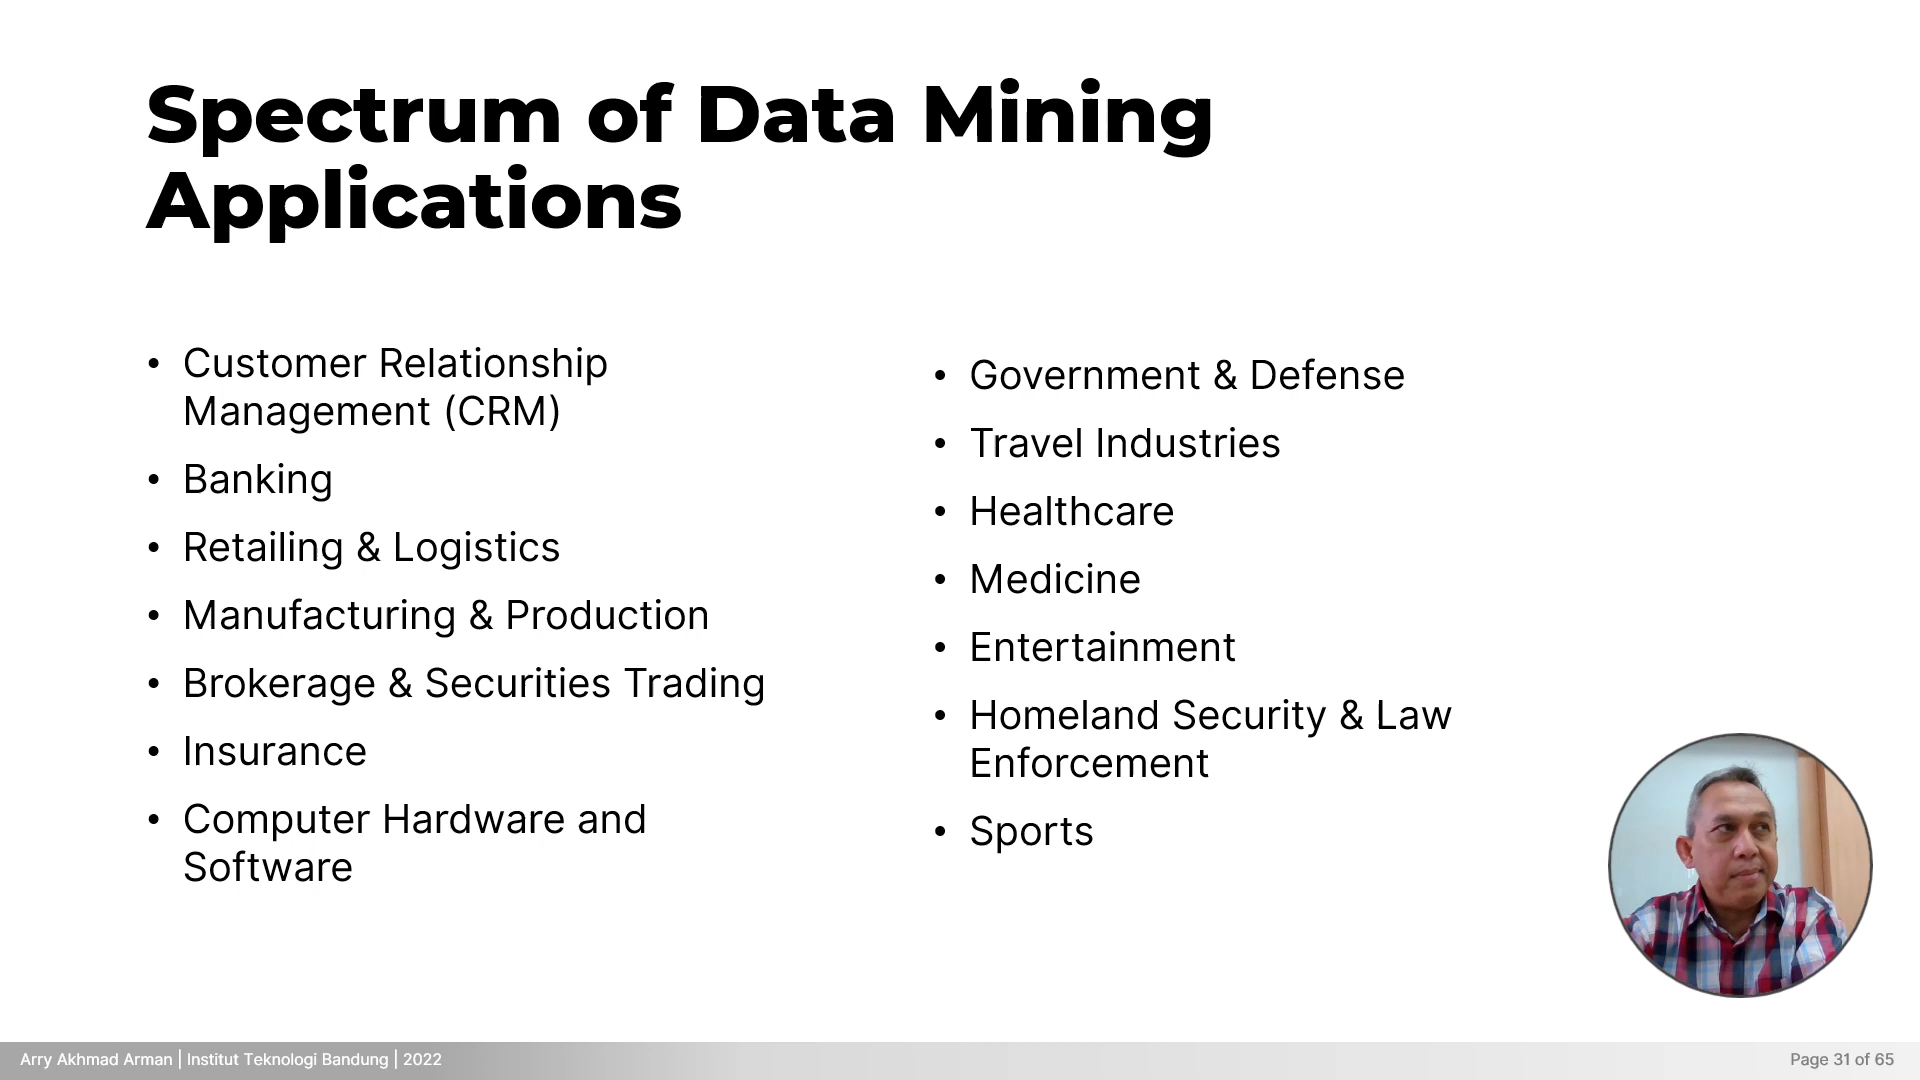 Spectrum of Data Mining
Applications
• Customer Relationship
Management (CRM)
• Banking
• Retailing & Logistics
• Manufacturing & Production
• Brokerage & Securities Trading
• Insurance
• Computer Hardware and
Software
• Government & Defense
• Travel Industries
• Healthcare
• Medicine
• Entertainment
• Homeland Security & Law
Enforcement
• Sports
Arry Akhmad Arman | Institut Teknologi Bandung | 2022
Page 31 of 65